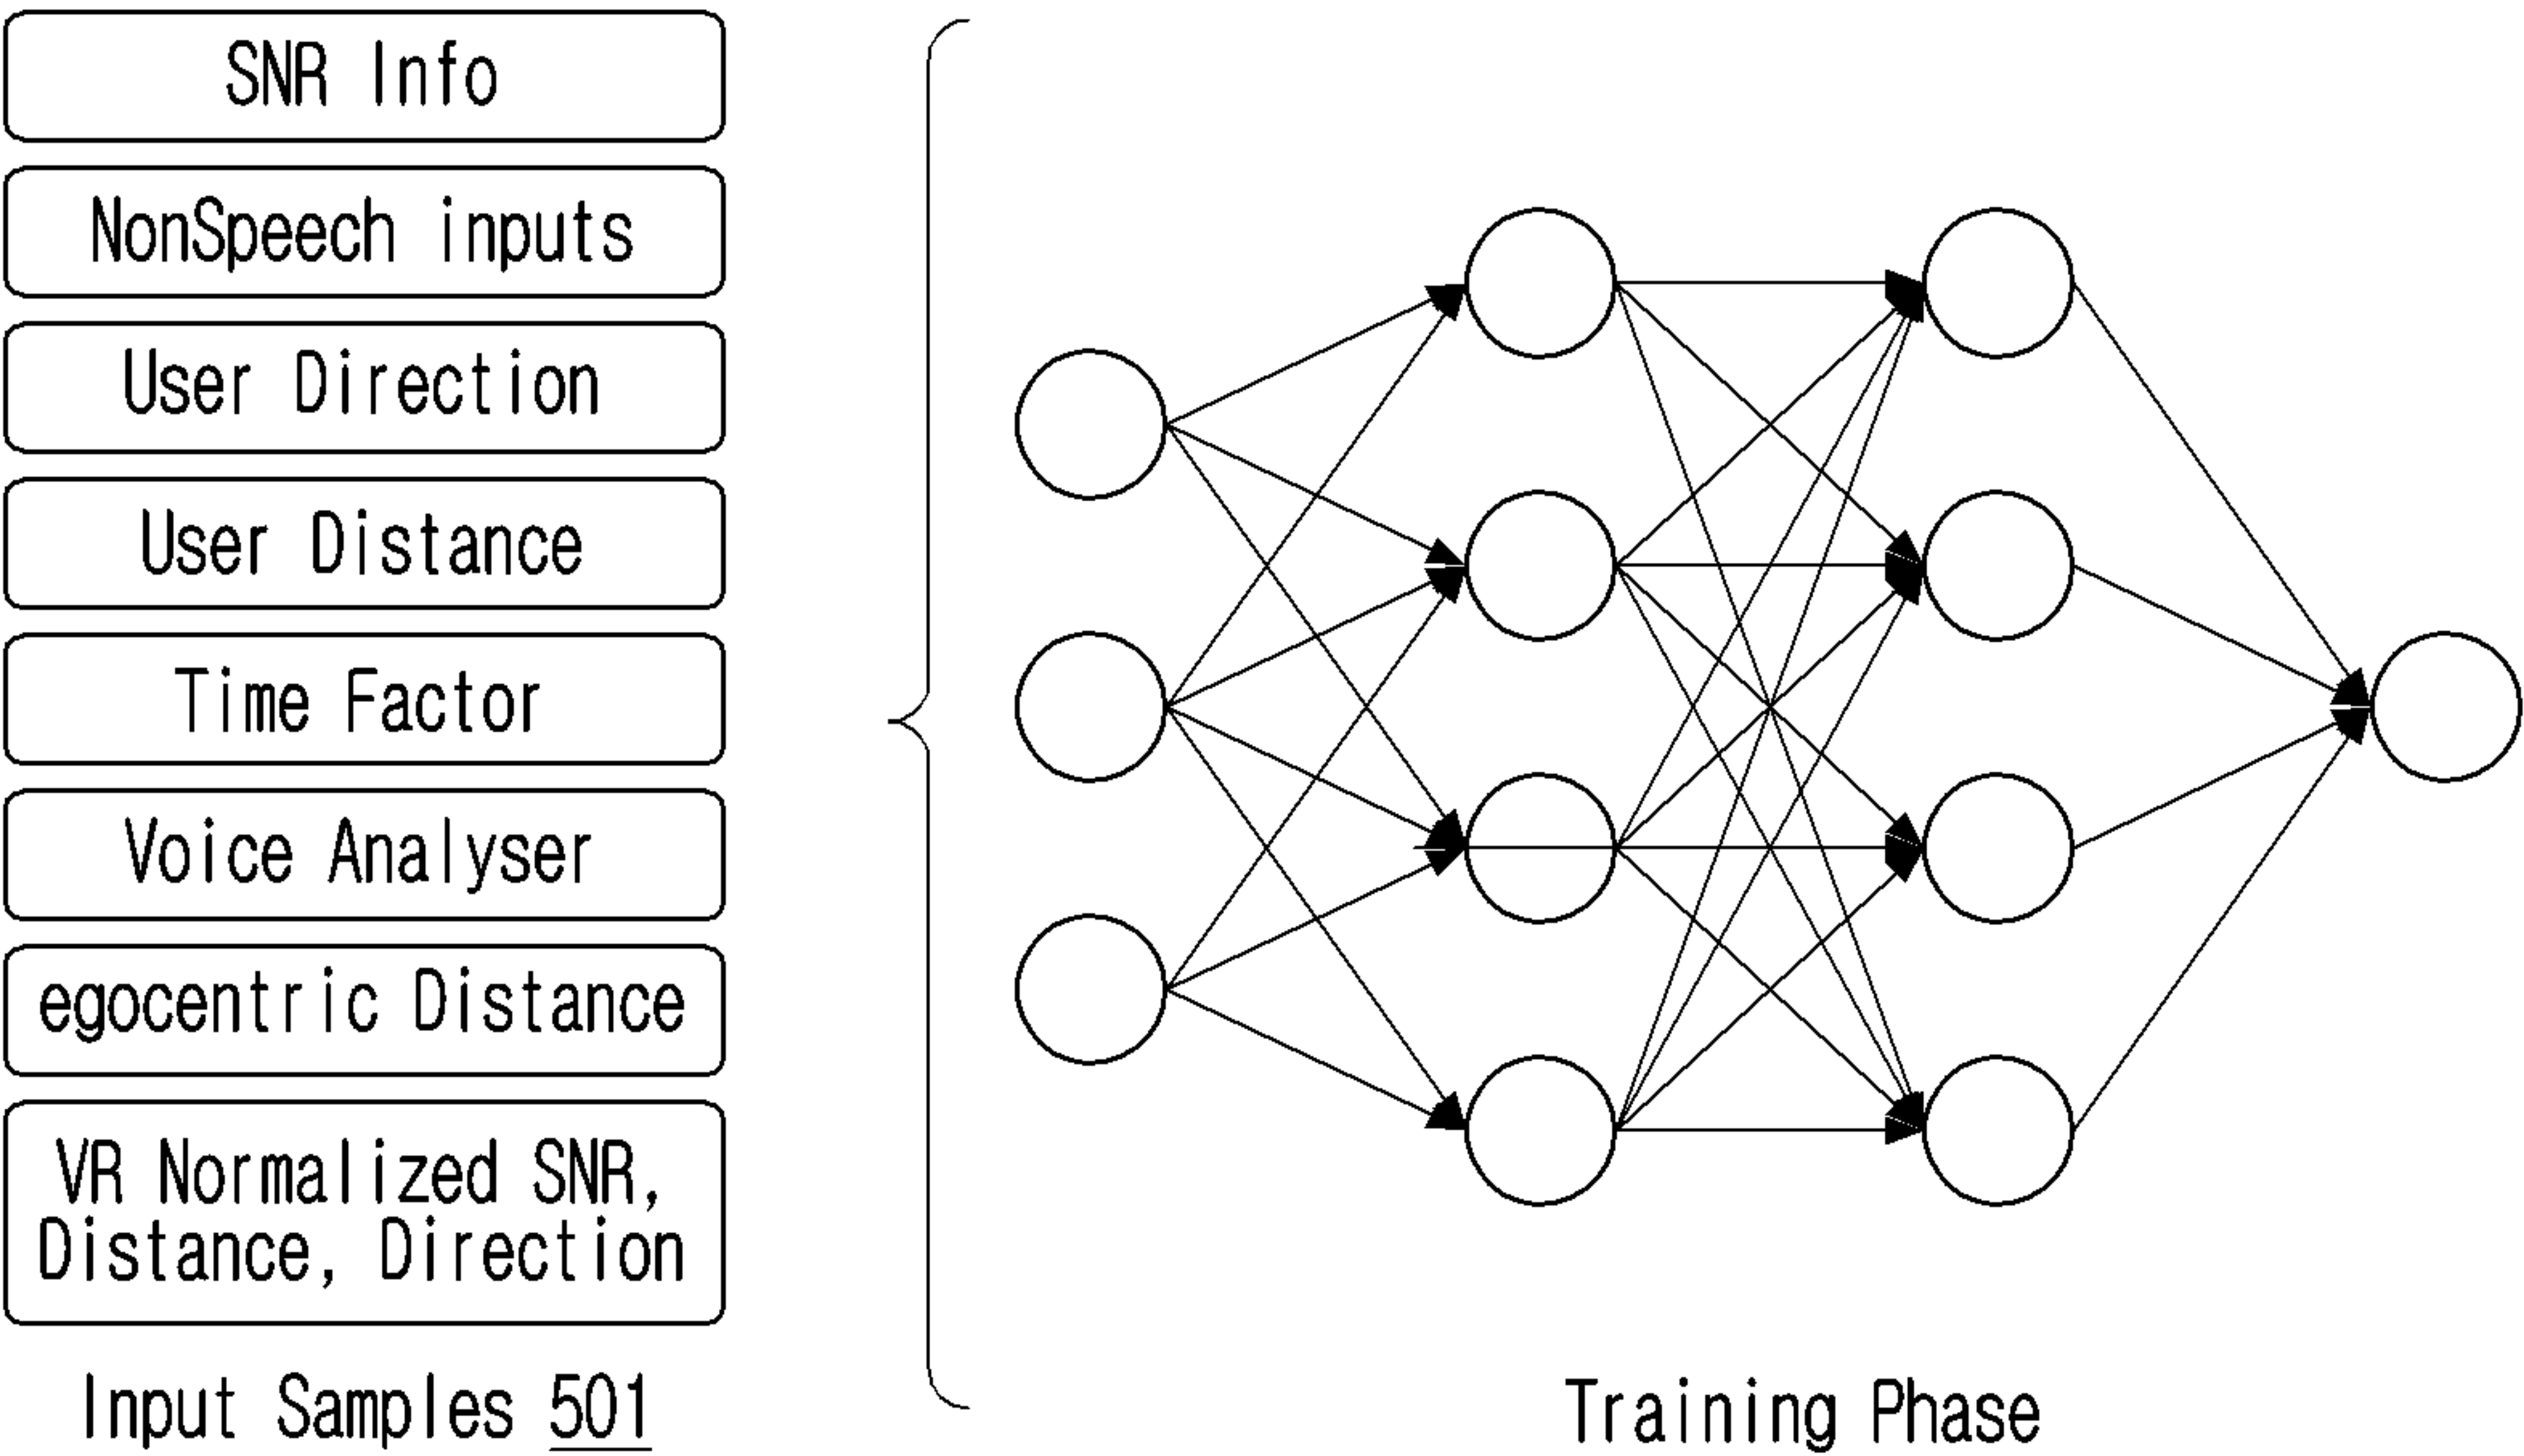 SNR Info
NonSpeech inputs
User Direction
User Distance
Time Factor
Voice Analyser
egocentric Distance
VR Normalized SNR,
Distance, Direction
Input Samples 501
Training Phase